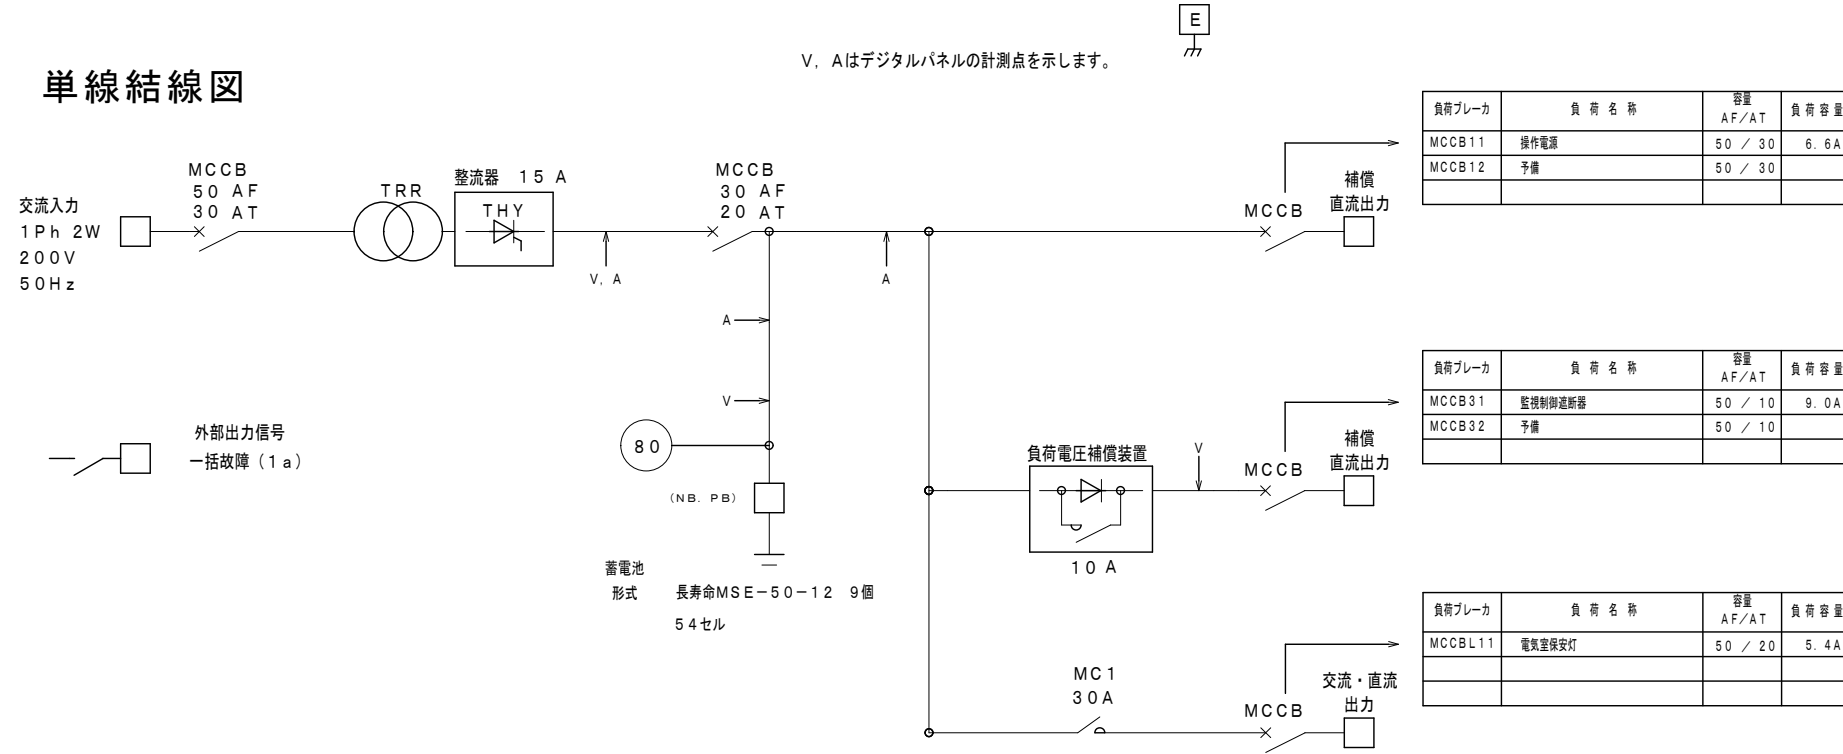 E
V, Aはデジタルパネルの計測点を示します。
単線結線図
交流入力
1Ph 2W
200V
50Hz
MCCB
50 AF
30 AT
TRR
整流器 15 A
THY
V, A
MCCB
30 AF
20 AT
A
A
V
80
(NB. PB)
蓄電池
形式 長寿命MSE-50-12 9個
54セル
外部出力信号
一括故障(1a)
MCCB
補償
直流出力
負荷ブレーカ 負荷名称 容量 AF/AT 負荷容量
MCCB11 操作電源 50 / 30 6.6A
MCCB12 予備 50 / 30
負荷電圧補償装置
10 A
V
MCCB
補償
直流出力
負荷ブレーカ 負荷名称 容量 AF/AT 負荷容量
MCCB31 監視制御遮断器 50 / 10 9.0A
MCCB32 予備 50 / 10
MC1
30A
MCCB
交流・直流
出力
負荷ブレーカ 負荷名称 容量 AF/AT 負荷容量
MCCBL11 電気室保安灯 50 / 20 5.4A